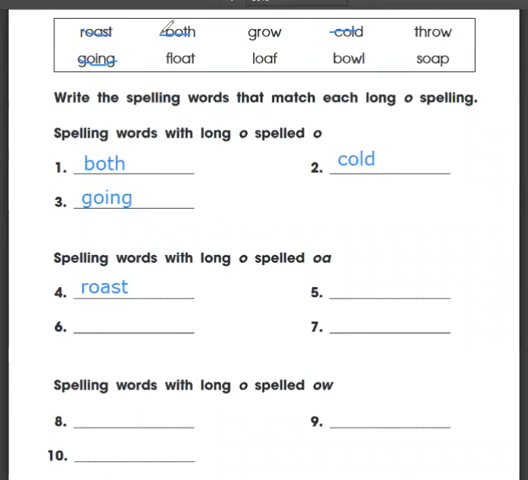 roast both grow cold throw
going float loaf bowl soap
Write the spelling words that match each long o spelling.
Spelling words with long o spelled o
1. both 2. cold
3. going
Spelling words with long o spelled oa
4. roast 5.
6. 7.
Spelling words with long o spelled ow
8. 9.
10.